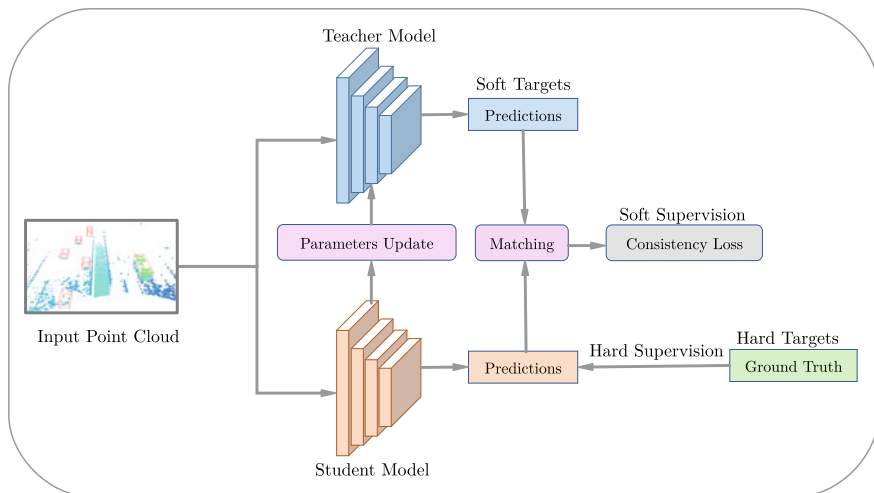 Teacher Model
Soft Targets
Predictions
Soft Supervision
Parameters Update
Matching
Consistency Loss
Input Point Cloud
Hard Targets
Hard Supervision
Predictions
Ground Truth
Student Model